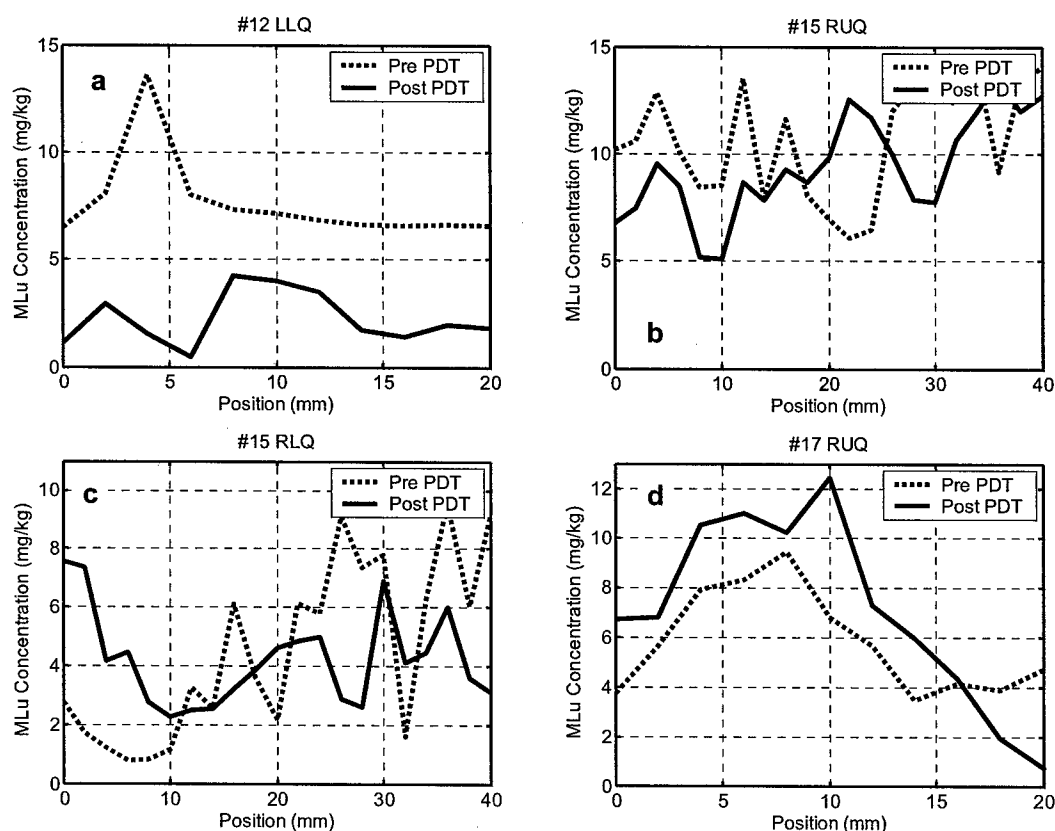 #12 LLQ
15
10
5
0
MLu Concentration (mg/kg)
a
Pre PDT
Post PDT
0 5 10 15 20
Position (mm)
#15 RUQ
15
10
5
0
MLu Concentration (mg/kg)
b
Pre PDT
Post PDT
0 10 20 30 40
Position (mm)
#15 RLQ
10
8
6
4
2
0
MLu Concentration (mg/kg)
c
Pre PDT
Post PDT
0 10 20 30 40
Position (mm)
#17 RUQ
12
10
8
6
4
2
0
MLu Concentration (mg/kg)
d
Pre PDT
Post PDT
0 5 10 15 20
Position (mm)